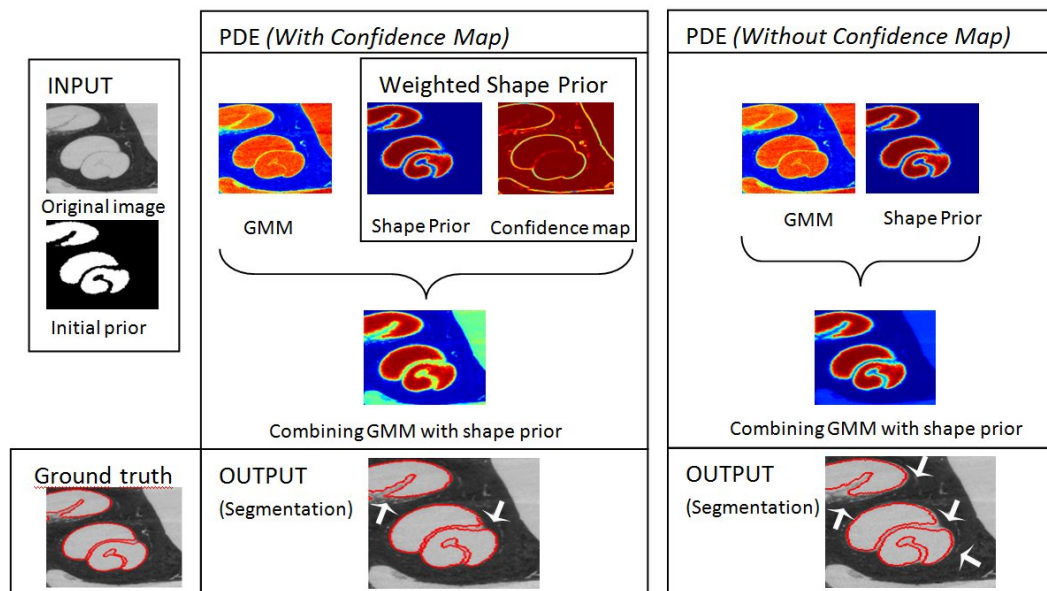 INPUT
Original image
Initial prior
PDE (With Confidence Map)
Weighted Shape Prior
GMM
Shape Prior
Confidence map
Combining GMM with shape prior
PDE (Without Confidence Map)
GMM
Shape Prior
Combining GMM with shape prior
Ground truth
OUTPUT
(Segmentation)
OUTPUT
(Segmentation)